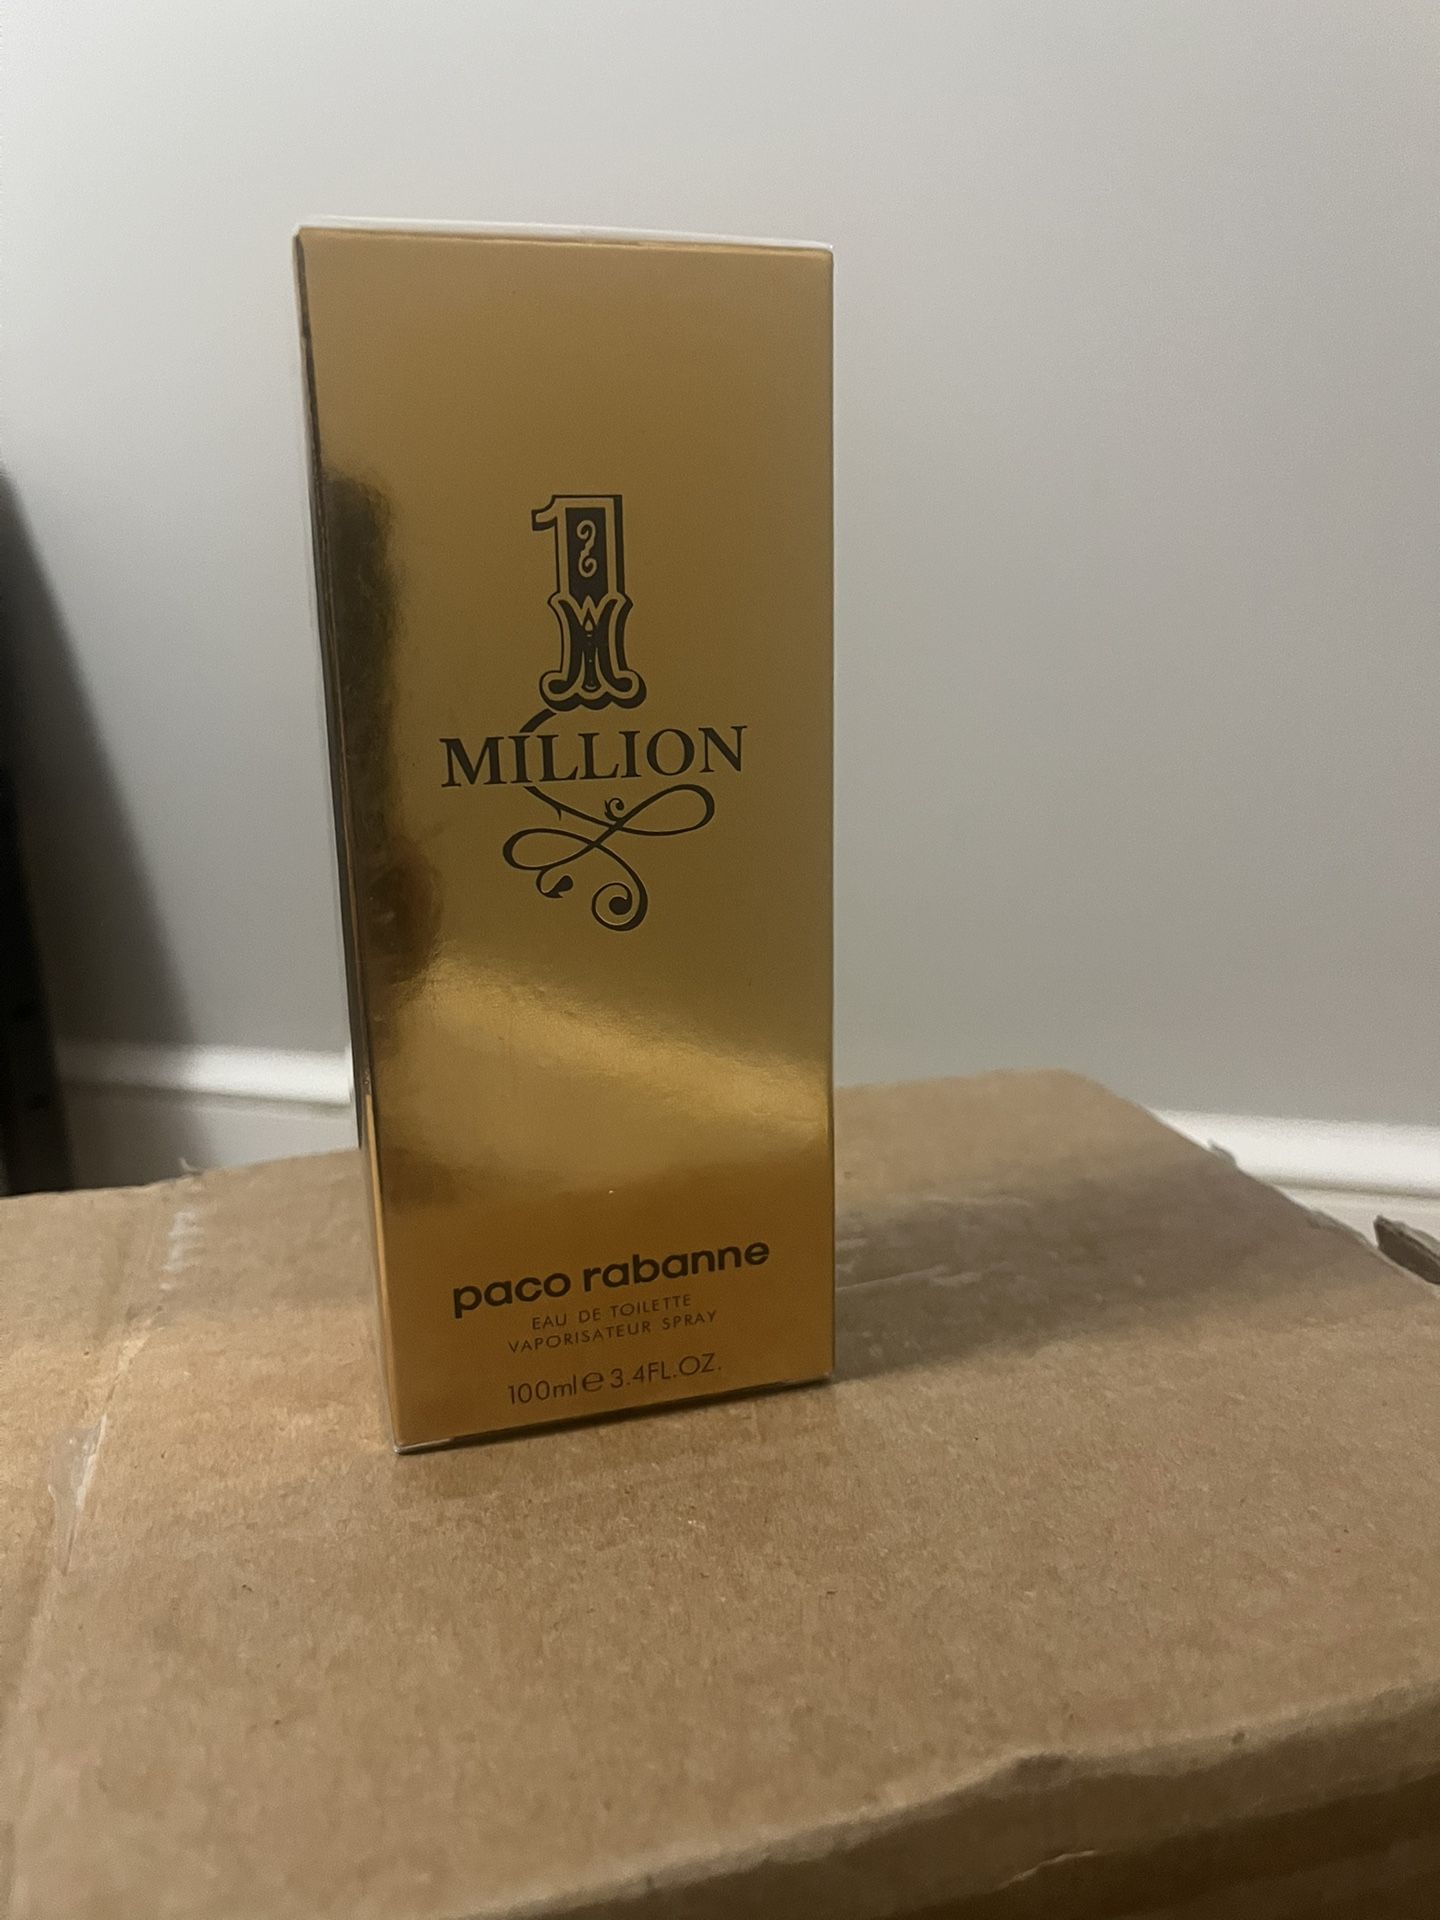 1
MILLION
paco rabanne
EAU DE TOILETTE
VAPORISATEUR SPRAY
100ml℮ 3.4FL.OZ.